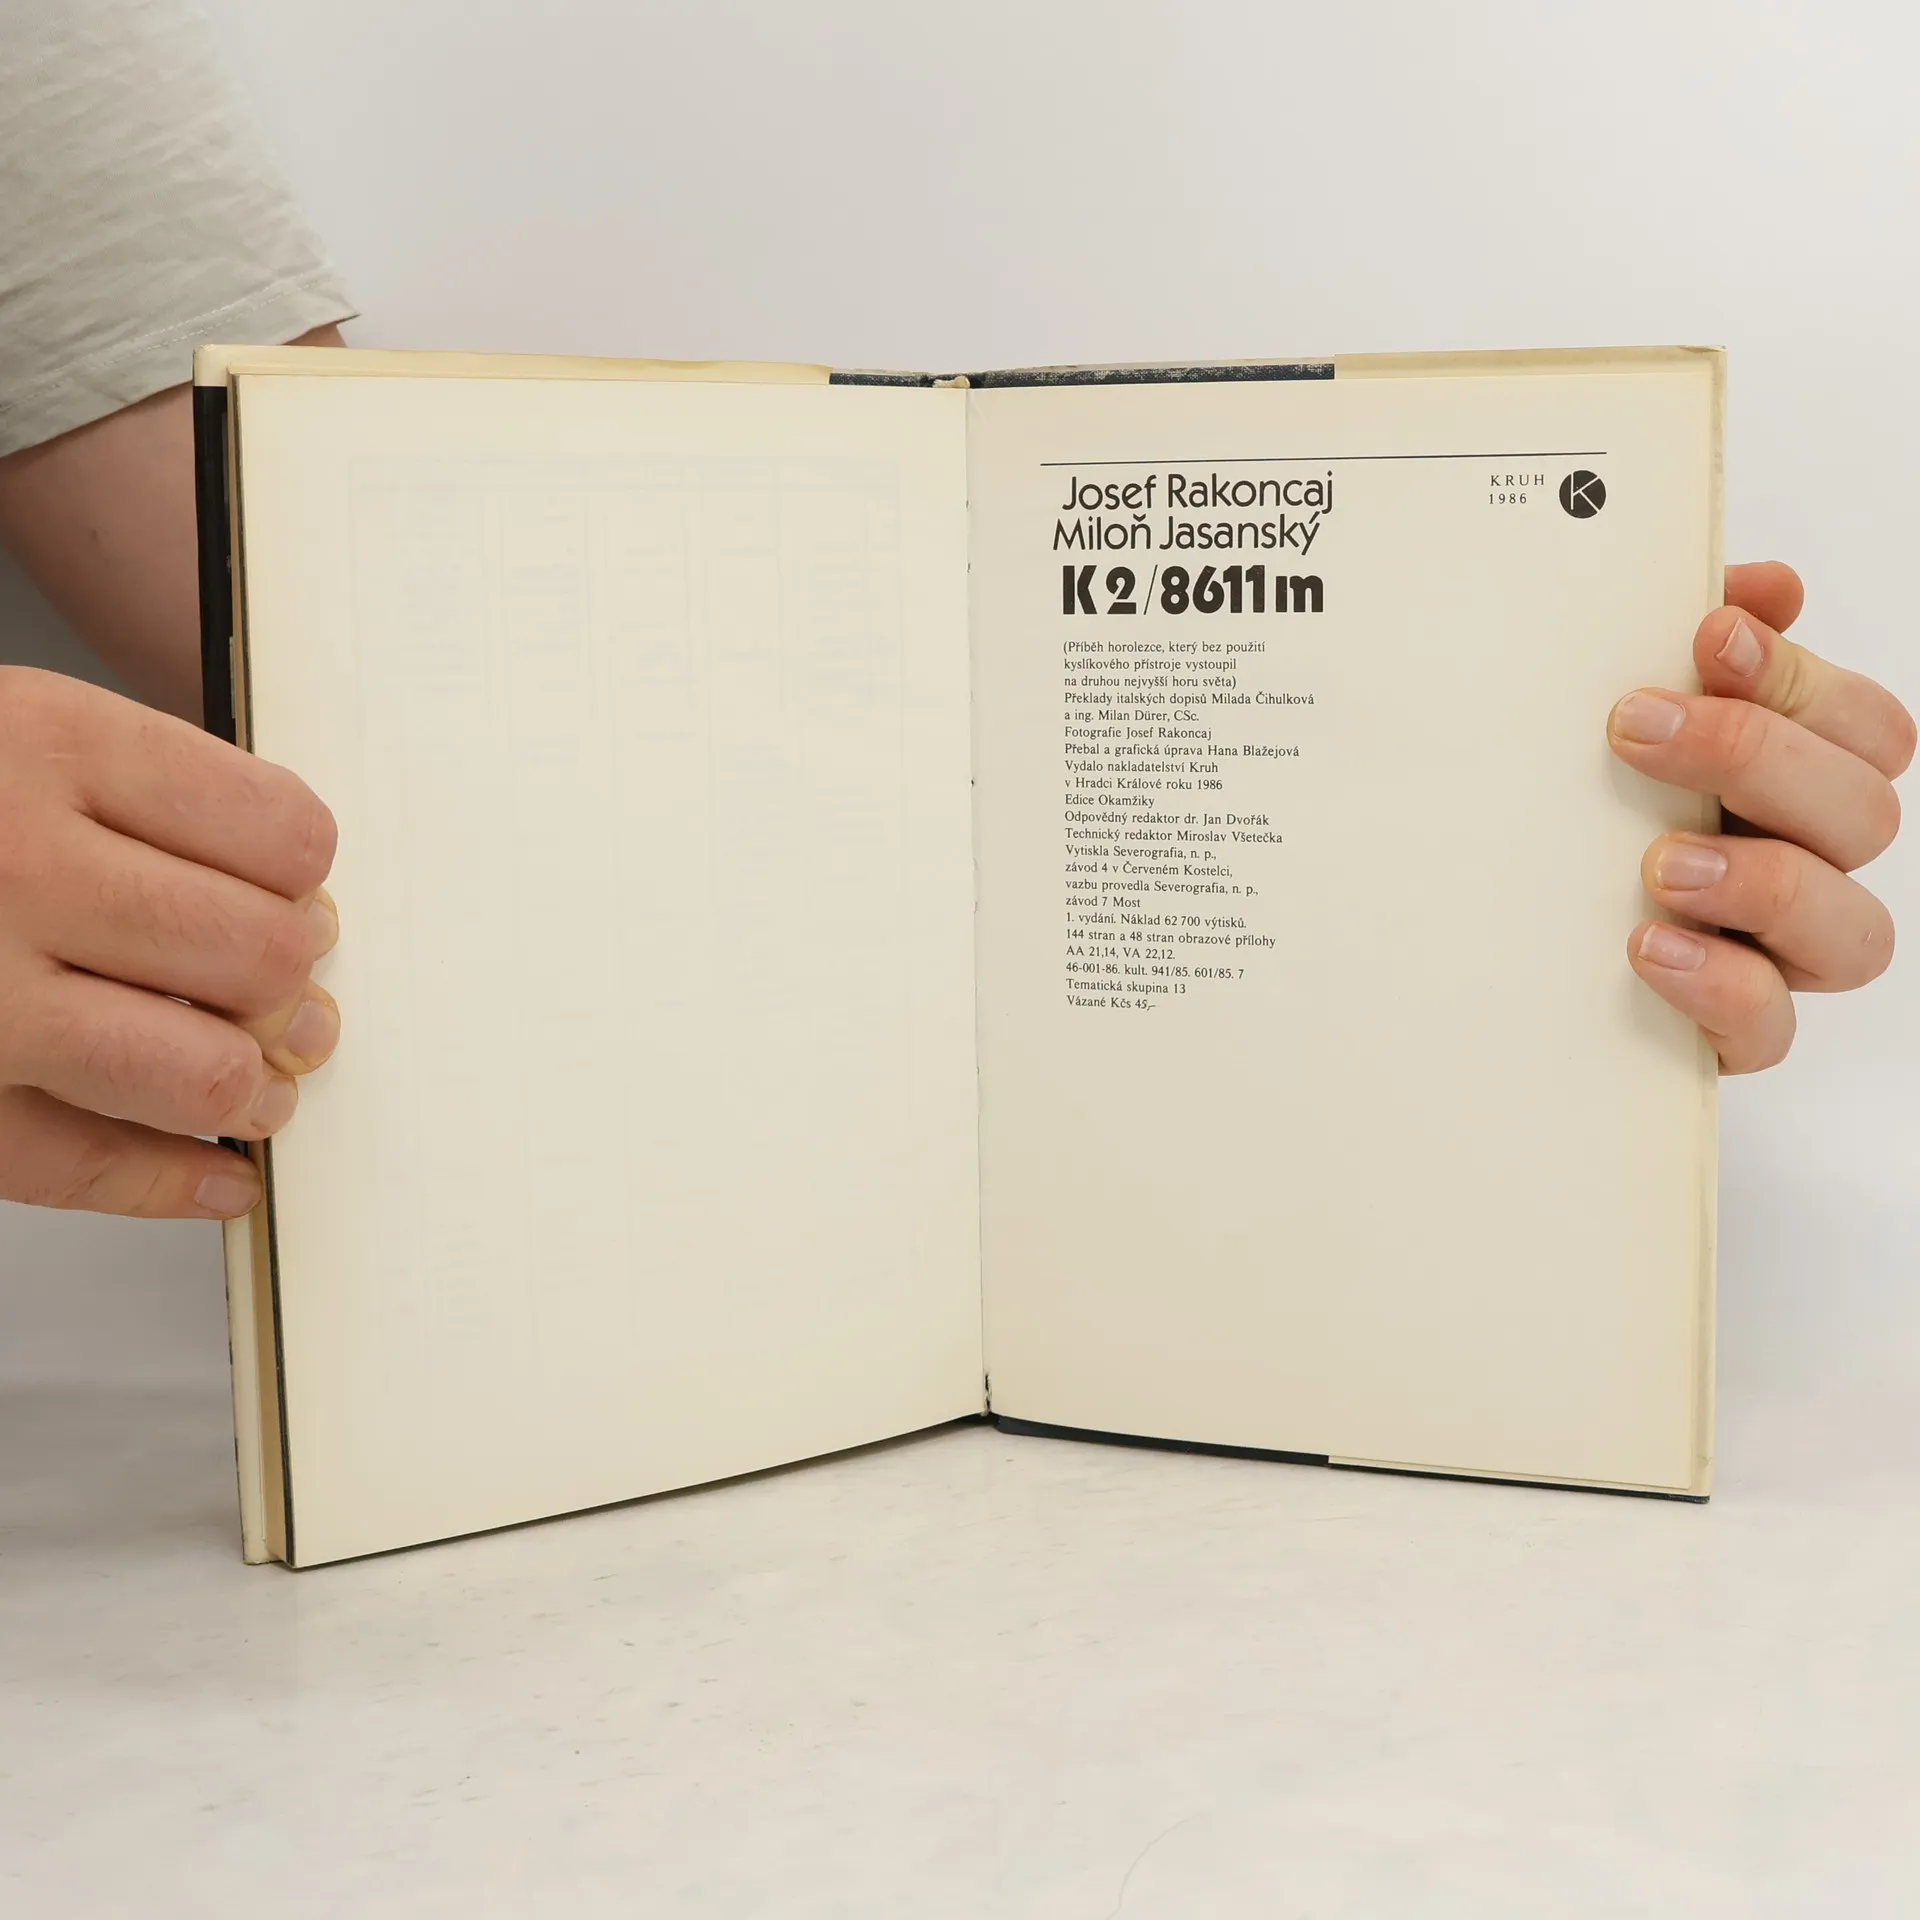 Josef Rakoncaj
Miloň Jasanský
K2/8611m
KRUH
1986
K
(Příběh horolezce, který bez použití
kyslíkového přístroje vystoupil
na druhou nejvyšší horu světa)
Překlady italských dopisů Milada Čihulková
a ing. Milan Dürer, CSc.
Fotografie Josef Rakoncaj
Přebal a grafická úprava Hana Blažejová
Vydalo nakladatelství Kruh
v Hradci Králové roku 1986
Edice Okamžiky
Odpovědný redaktor dr. Jan Dvořák
Technický redaktor Miroslav Všetečka
Vytiskla Severografia, n. p.,
závod 4 v Červeném Kostelci,
vazbu provedla Severografia, n. p.,
závod 7 Most
1. vydání. Náklad 62 700 výtisků.
144 stran a 48 stran obrazové přílohy
AA 21,14, VA 22,12.
46-001-86. kult. 941/85. 601/85. 7
Tematická skupina 13
Vázané Kčs 45,–